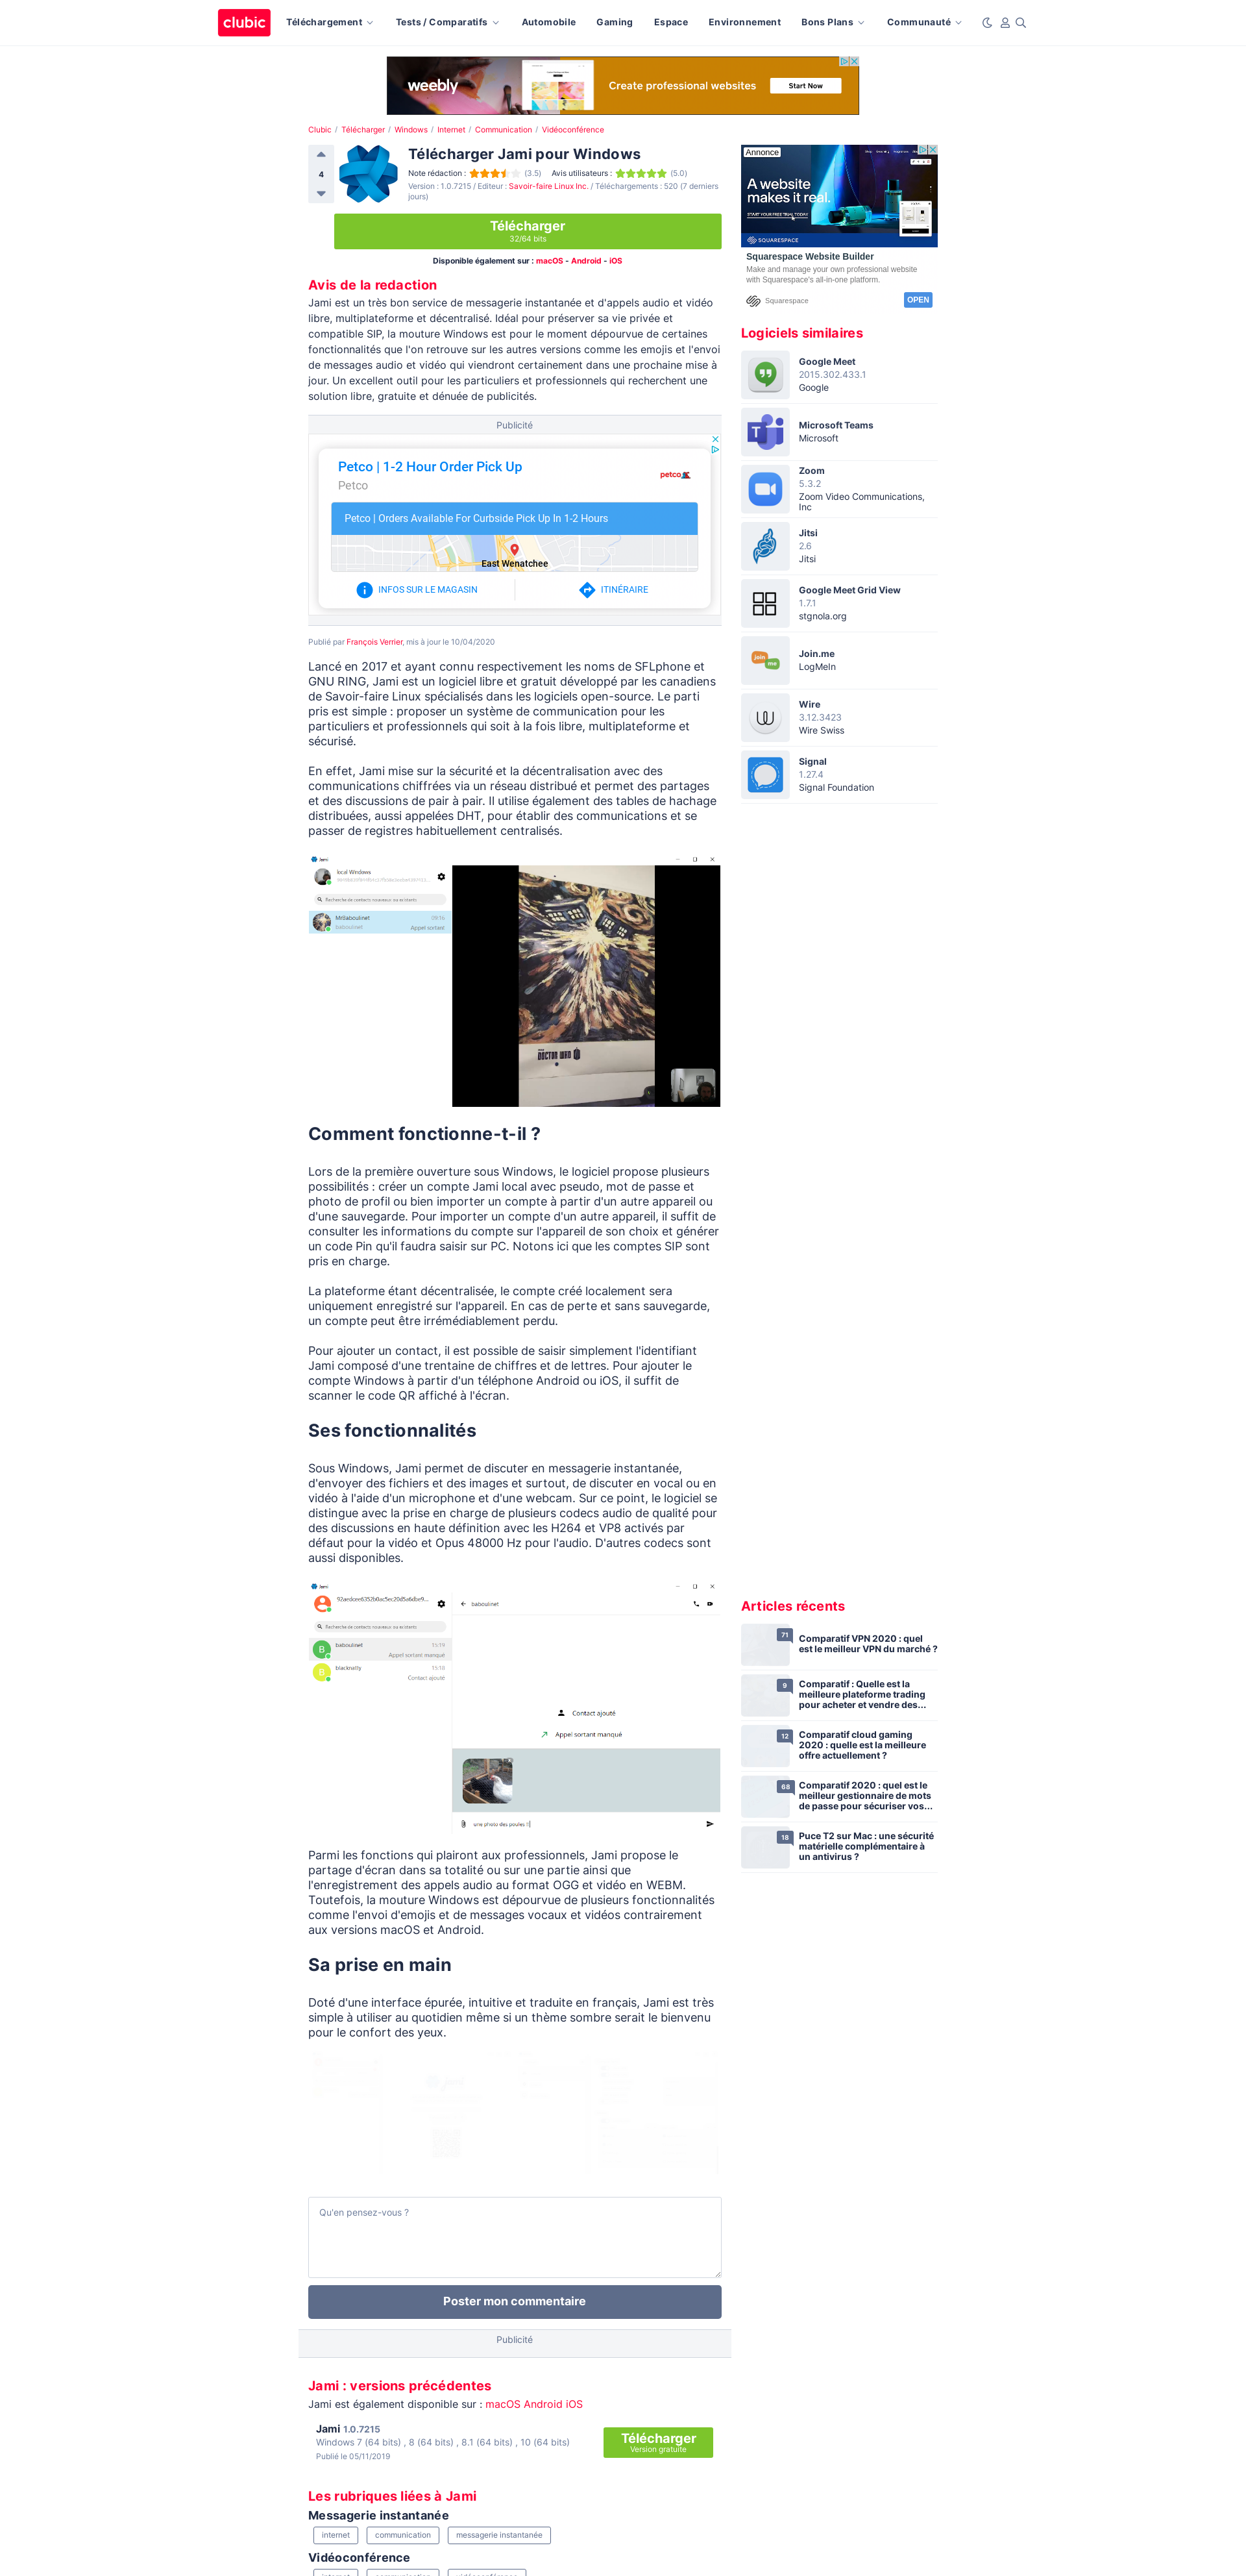 clubic Téléchargement Tests / Comparatifs Automobile Gaming Espace Environnement Bons Plans Communauté
weebly
Create professional websites
Start Now
Clubic / Télécharger / Windows / Internet / Communication / Vidéoconférence
4
Télécharger Jami pour Windows
Note rédaction : (3.5) Avis utilisateurs : (5.0)
Version : 1.0.7215 / Editeur : Savoir-faire Linux Inc. / Téléchargements : 520 (7 derniers
jours)
Télécharger
32/64 bits
Disponible également sur : macOS - Android - iOS
Avis de la redaction
Jami est un très bon service de messagerie instantanée et d'appels audio et vidéo
libre, multiplateforme et décentralisé. Idéal pour préserver sa vie privée et
compatible SIP, la mouture Windows est pour le moment dépourvue de certaines
fonctionnalités que l'on retrouve sur les autres versions comme les emojis et l'envoi
de messages audio et vidéo qui viendront certainement dans une prochaine mise à
jour. Un excellent outil pour les particuliers et professionnels qui recherchent une
solution libre, gratuite et dénuée de publicités.
Publicité
Petco | 1-2 Hour Order Pick Up
Petco
petco
Petco | Orders Available For Curbside Pick Up In 1-2 Hours
East Wenatchee
INFOS SUR LE MAGASIN
ITINÉRAIRE
Publié par François Verrier, mis à jour le 10/04/2020
Lancé en 2017 et ayant connu respectivement les noms de SFLphone et
GNU RING, Jami est un logiciel libre et gratuit développé par les canadiens
de Savoir-faire Linux spécialisés dans les logiciels open-source. Le parti
pris est simple : proposer un système de communication pour les
particuliers et professionnels qui soit à la fois libre, multiplateforme et
sécurisé.
En effet, Jami mise sur la sécurité et la décentralisation avec des
communications chiffrées via un réseau distribué et permet des partages
et des discussions de pair à pair. Il utilise également des tables de hachage
distribuées, aussi appelées DHT, pour établir des communications et se
passer de registres habituellement centralisés.
Jami
local Windows
Recherche de contacts nouveaux ou existants
Mrllaboulinet 09:16
baboulinet Appel sortant
DOCTOR WHO
Comment fonctionne-t-il ?
Lors de la première ouverture sous Windows, le logiciel propose plusieurs
possibilités : créer un compte Jami local avec pseudo, mot de passe et
photo de profil ou bien importer un compte à partir d'un autre appareil ou
d'une sauvegarde. Pour importer un compte d'un autre appareil, il suffit de
consulter les informations du compte sur l'appareil de son choix et générer
un code Pin qu'il faudra saisir sur PC. Notons ici que les comptes SIP sont
pris en charge.
La plateforme étant décentralisée, le compte créé localement sera
uniquement enregistré sur l'appareil. En cas de perte et sans sauvegarde,
un compte peut être irrémédiablement perdu.
Pour ajouter un contact, il est possible de saisir simplement l'identifiant
Jami composé d'une trentaine de chiffres et de lettres. Pour ajouter le
compte Windows à partir d'un téléphone Android ou iOS, il suffit de
scanner le code QR affiché à l'écran.
Ses fonctionnalités
Sous Windows, Jami permet de discuter en messagerie instantanée,
d'envoyer des fichiers et des images et surtout, de discuter en vocal ou en
vidéo à l'aide d'un microphone et d'une webcam. Sur ce point, le logiciel se
distingue avec la prise en charge de plusieurs codecs audio de qualité pour
des discussions en haute définition avec les H264 et VP8 activés par
défaut pour la vidéo et Opus 48000 Hz pour l'audio. D'autres codecs sont
aussi disponibles.
Jami
baboulinet
Recherche de contacts nouveaux ou existants
B baboulinet 11:19
Appel sortant manqué
B blacknelly 11:18
Contact ajouté
Contact ajouté
Appel sortant manqué
une photo des poules !!
Parmi les fonctions qui plairont aux professionnels, Jami propose le
partage d'écran dans sa totalité ou sur une partie ainsi que
l'enregistrement des appels audio au format OGG et vidéo en WEBM.
Toutefois, la mouture Windows est dépourvue de plusieurs fonctionnalités
comme l'envoi d'emojis et de messages vocaux et vidéos contrairement
aux versions macOS et Android.
Sa prise en main
Doté d'une interface épurée, intuitive et traduite en français, Jami est très
simple à utiliser au quotidien même si un thème sombre serait le bienvenu
pour le confort des yeux.
Qu'en pensez-vous ?
Poster mon commentaire
Publicité
Jami : versions précédentes
Jami est également disponible sur : macOS Android iOS
Jami 1.0.7215
Windows 7 (64 bits) , 8 (64 bits) , 8.1 (64 bits) , 10 (64 bits)
Publié le 05/11/2019
Télécharger
Version gratuite
Les rubriques liées à Jami
Messagerie instantanée
internet communication messagerie instantanée
Vidéoconférence
internet communication vidéoconférence
Annonce
A website
makes it real.
START YOUR FREE TRIAL TODAY
SQUARESPACE
Squarespace Website Builder
Make and manage your own professional website
with Squarespace's all-in-one platform.
Squarespace
OPEN
Logiciels similaires
Google Meet
2015.302.433.1
Google
Microsoft Teams
Microsoft
Zoom
5.3.2
Zoom Video Communications,
Inc
Jitsi
2.6
Jitsi
Google Meet Grid View
1.7.1
stgnola.org
join me
Join.me
LogMeIn
Wire
3.12.3423
Wire Swiss
Signal
1.27.4
Signal Foundation
Articles récents
71
Comparatif VPN 2020 : quel
est le meilleur VPN du marché ?
9
Comparatif : Quelle est la
meilleure plateforme trading
pour acheter et vendre des...
12
Comparatif cloud gaming
2020 : quelle est la meilleure
offre actuellement ?
68
Comparatif 2020 : quel est le
meilleur gestionnaire de mots
de passe pour sécuriser vos...
18
Puce T2 sur Mac : une sécurité
matérielle complémentaire à
un antivirus ?